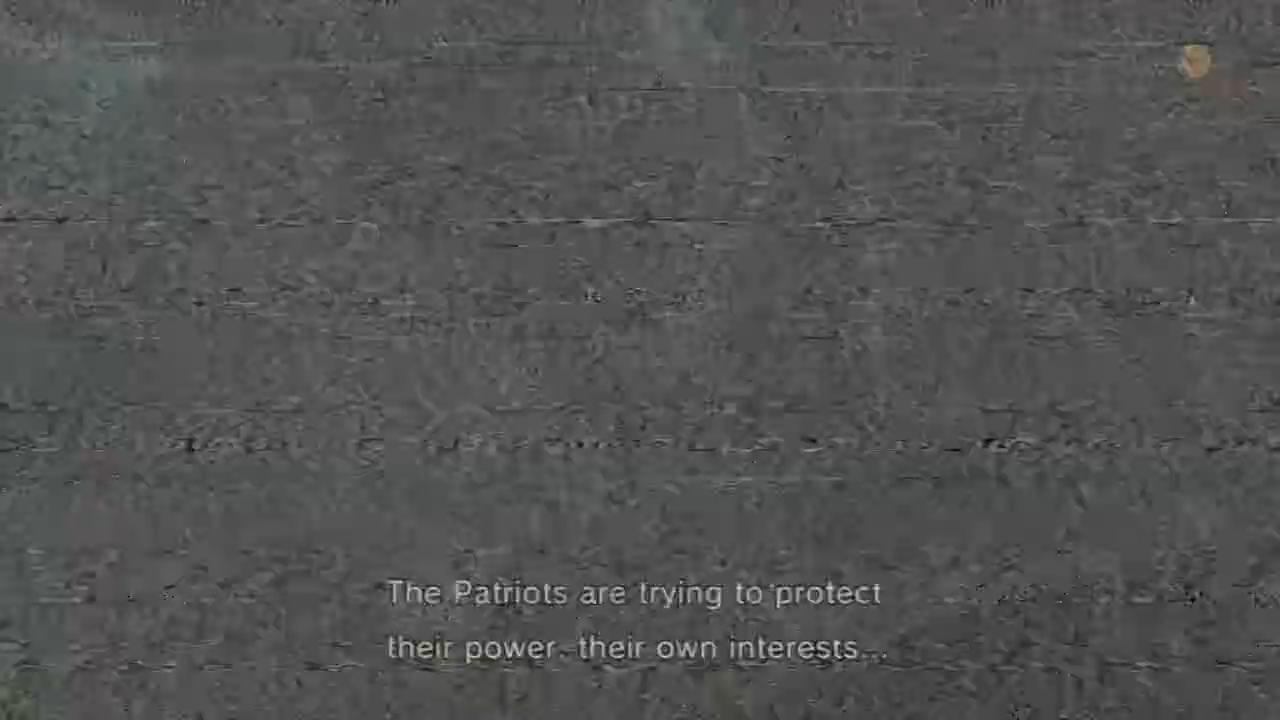 The Patriots are trying to protect
their power, their own interests...